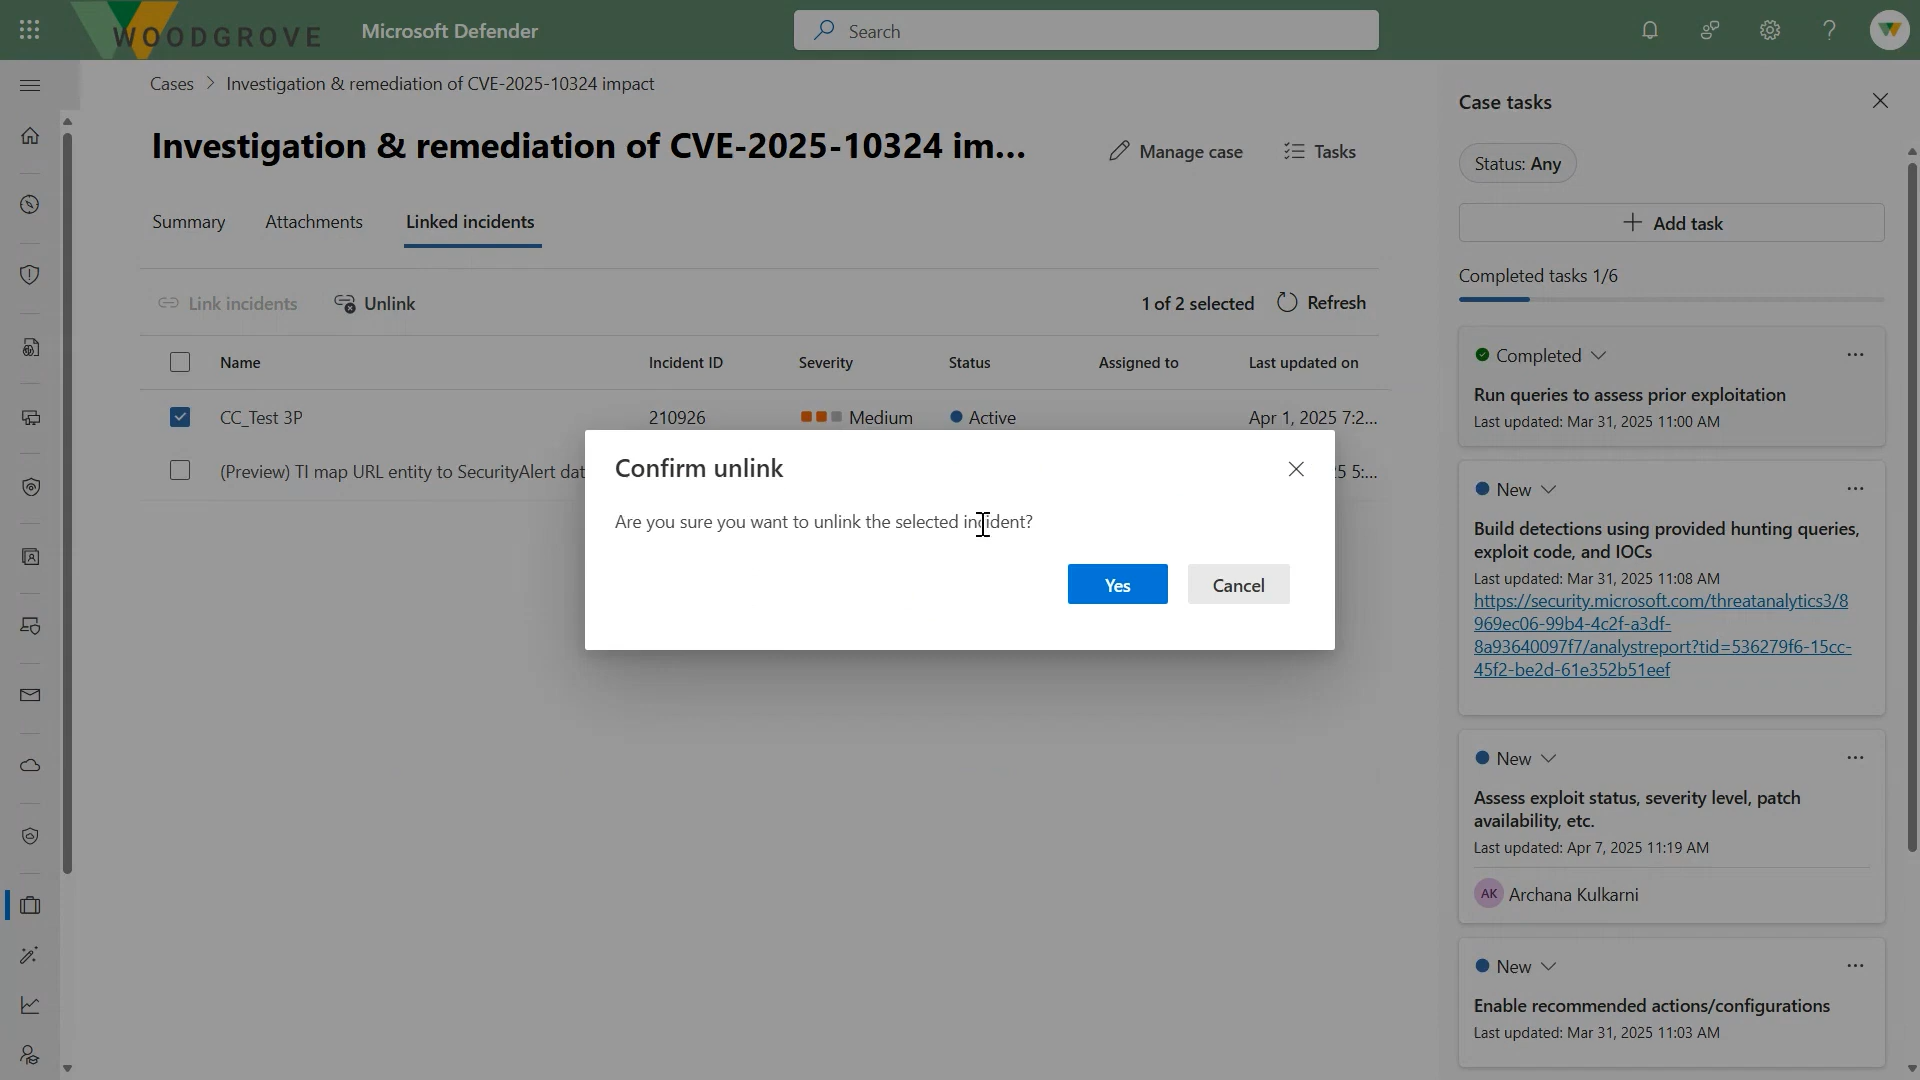 WOODGROVE
Microsoft Defender
Search
Cases > Investigation & remediation of CVE-2025-10324 impact
Investigation & remediation of CVE-2025-10324 im...
Manage case
Tasks
Summary
Attachments
Linked incidents
Link incidents
Unlink
1 of 2 selected
Refresh
Name
Incident ID
Severity
Status
Assigned to
Last updated on
CC_Test 3P
210926
Medium
Active
Apr 1, 2025 7:2...
(Preview) TI map URL entity to SecurityAlert dat
5 5:...
Confirm unlink
Are you sure you want to unlink the selected incident?
Yes
Cancel
Case tasks
Status: Any
Add task
Completed tasks 1/6
Completed
Run queries to assess prior exploitation
Last updated: Mar 31, 2025 11:00 AM
New
Build detections using provided hunting queries,
exploit code, and IOCs
Last updated: Mar 31, 2025 11:08 AM
https://security.microsoft.com/threatanalytics3/8
969ec06-99b4-4c2f-a3df-
8a93640097f7/analystreport?tid=536279f6-15cc-
45f2-be2d-61e352b51eef
New
Assess exploit status, severity level, patch
availability, etc.
Last updated: Apr 7, 2025 11:19 AM
AK
Archana Kulkarni
New
Enable recommended actions/configurations
Last updated: Mar 31, 2025 11:03 AM